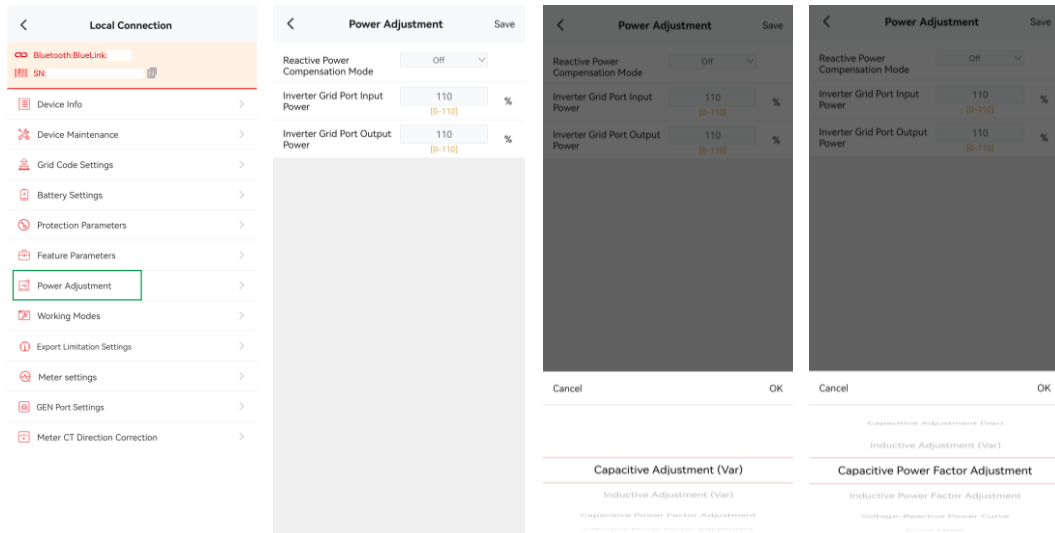 Local Connection
Bluetooth:BlueLink:
SN:
Device Info
Device Maintenance
Grid Code Settings
Battery Settings
Protection Parameters
Feature Parameters
Power Adjustment
Working Modes
Export Limitation Settings
Meter settings
GEN Port Settings
Meter CT Direction Correction
Power Adjustment
Save
Reactive Power
Compensation Mode
Off
Inverter Grid Port Input
Power
110
%
[0-110]
Inverter Grid Port Output
Power
110
%
[0-110]
Power Adjustment
Save
Reactive Power
Compensation Mode
Off
Inverter Grid Port Input
Power
110
%
[0-110]
Inverter Grid Port Output
Power
110
%
[0-110]
Cancel
OK
Capacitive Adjustment (Var)
Inductive Adjustment (Var)
Capacitive Power Factor Adjustment
Power Adjustment
Save
Reactive Power
Compensation Mode
Off
Inverter Grid Port Input
Power
110
%
[0-110]
Inverter Grid Port Output
Power
110
%
[0-110]
Cancel
OK
Capacitive Adjustment (Var)
Inductive Adjustment (Var)
Capacitive Power Factor Adjustment
Inductive Power Factor Adjustment
Voltage-Reactive Power Curve